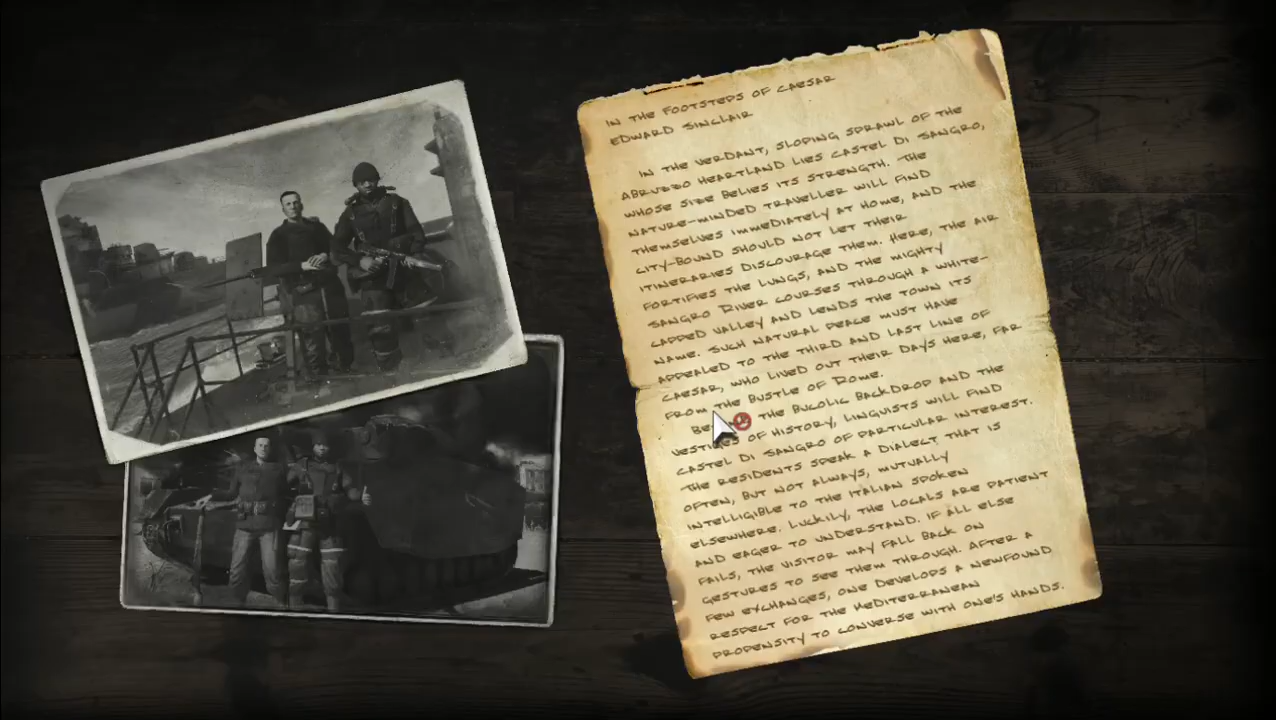 IN THE FOOTSTEPS OF CAESAR
EDWARD SINCLAIR
IN THE VERDANT, SLOPING SPRAWL OF THE
ABRUZZO HEARTLAND LIES CASTEL DI SANGRO,
WHOSE SIZE BELIES ITS STRENGTH. THE
NATURE-MINDED TRAVELLER WILL FIND
THEMSELVES IMMEDIATELY AT HOME, AND THE
CITY-BOUND SHOULD NOT LET THEIR
ITINERARIES DISCOURAGE THEM. HERE, THE AIR
FORTIFIES THE LUNGS, AND THE MIGHTY
SANGRO RIVER COURSES THROUGH A WHITE-
CAPPED VALLEY AND LENDS THE TOWN ITS
NAME. SUCH NATURAL PEACE MUST HAVE
APPEALED TO THE THIRD AND LAST LINE OF
CAESAR, WHO LIVED OUT THEIR DAYS HERE, FAR
FROM THE BUSTLE OF ROME.
THE BUCOLIC BACKDROP AND THE
VESTIGES OF HISTORY, LINGUISTS WILL FIND
CASTEL DI SANGRO OF PARTICULAR INTEREST.
THE RESIDENTS SPEAK A DIALECT THAT IS
OFTEN, BUT NOT ALWAYS, MUTUALLY
INTELLIGIBLE TO THE ITALIAN SPOKEN
ELSEWHERE. LUCKILY, THE LOCALS ARE PATIENT
AND EAGER TO UNDERSTAND. IF ALL ELSE
FAILS, THE VISITOR MAY FALL BACK ON
GESTURES TO SEE THEM THROUGH. AFTER A
FEW EXCHANGES, ONE DEVELOPS A NEWFOUND
RESPECT FOR THE MEDITERRANEAN
PROPENSITY TO CONVERSE WITH ONE'S HANDS.